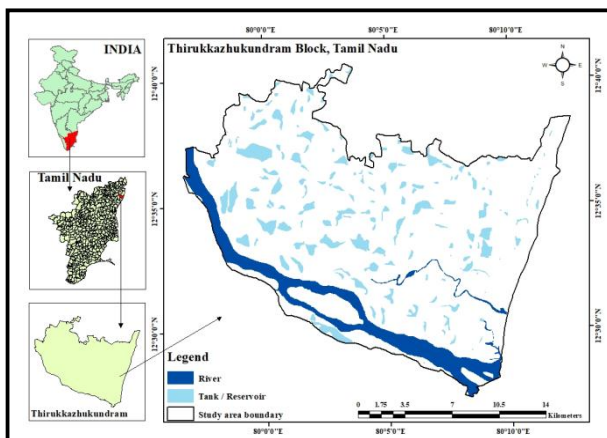 INDIA
Tamil Nadu
Thirukkazhukundram
Thirukkazhukundram Block, Tamil Nadu
80°0'0"E 80°5'0"E 80°10'0"E
12°40'0"N
12°35'0"N
12°30'0"N
N
W E
S
12°40'0"N
12°35'0"N
12°30'0"N
Legend
River
Tank / Reservoir
Study area boundary
0 1.75 3.5 7 10.5 14
Kilometers
80°0'0"E 80°5'0"E 80°10'0"E